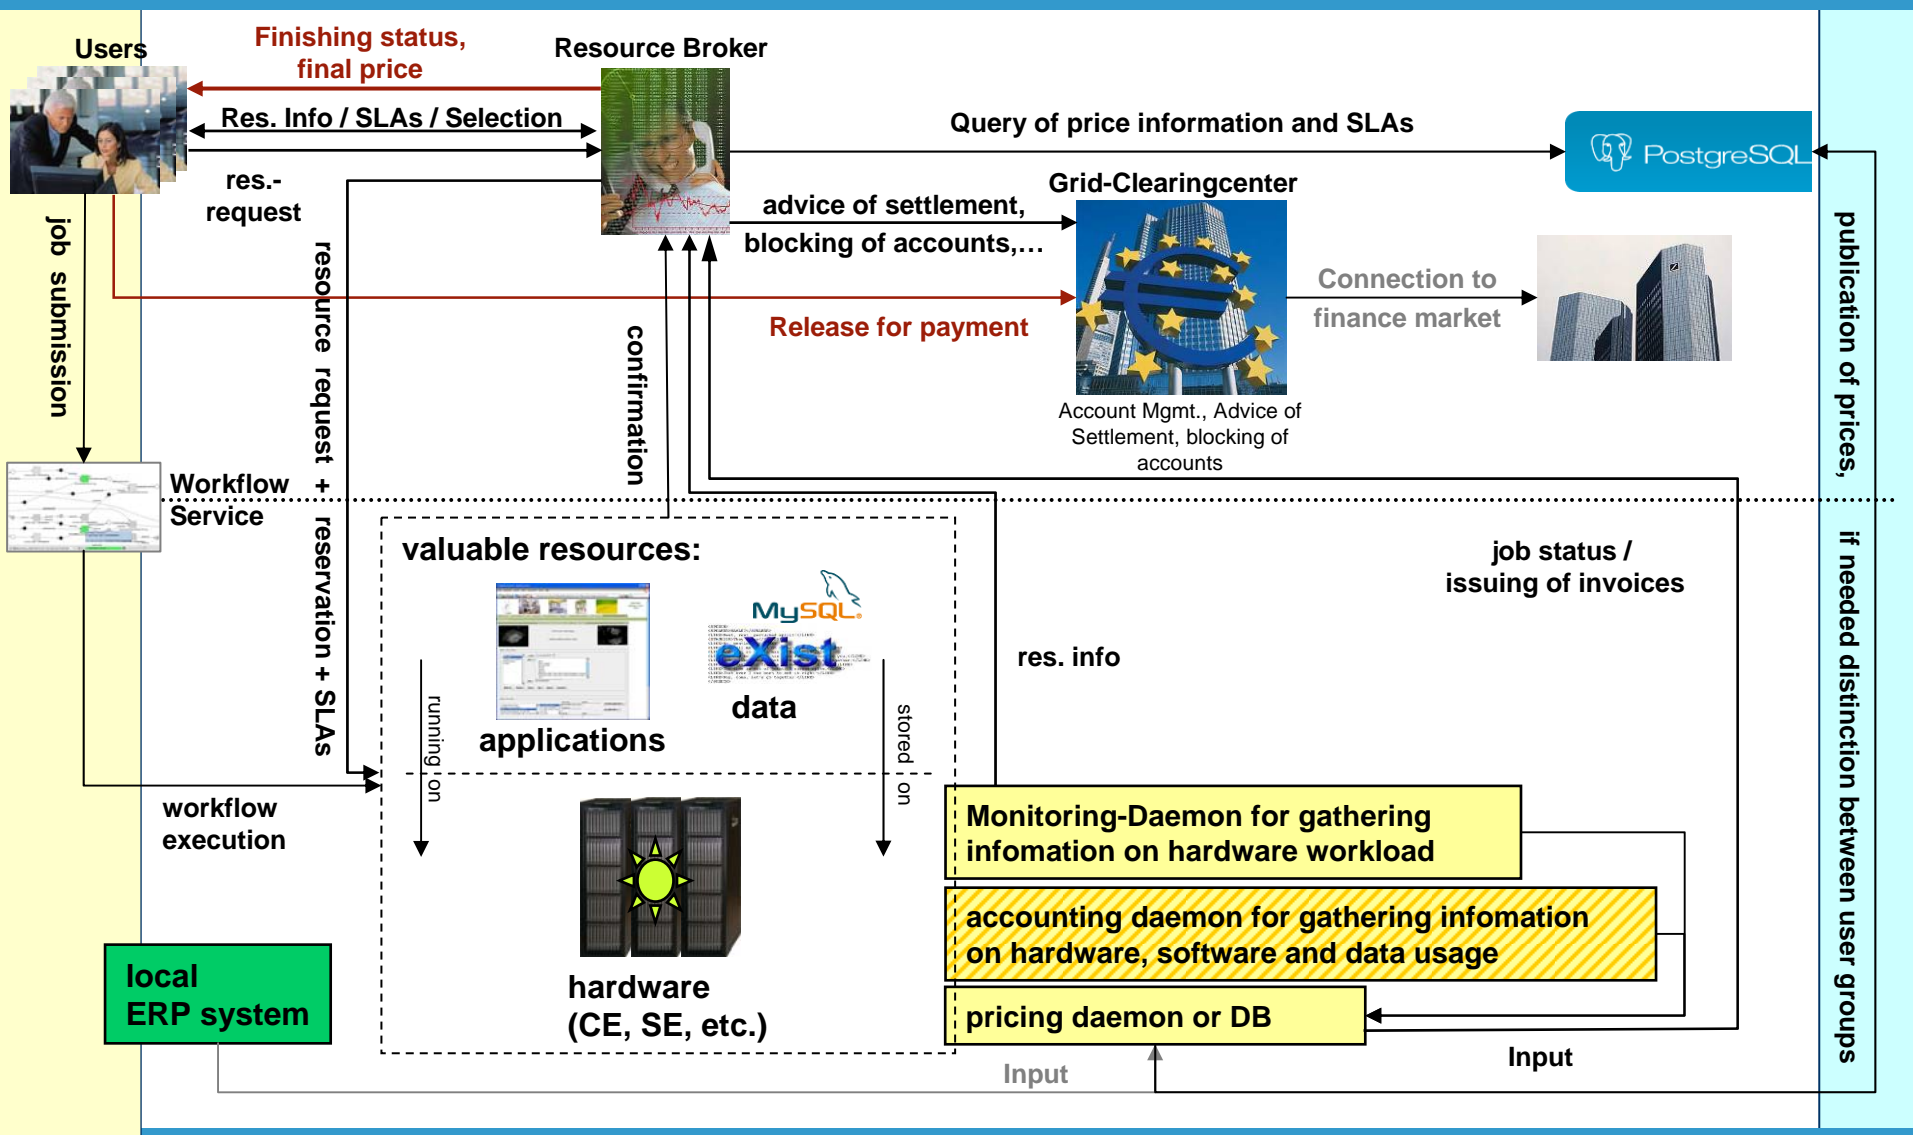 Users
Finishing status,
final price
Resource Broker
Res. Info / SLAs / Selection
Query of price information and SLAs
PostgreSQL
res.-
request
Grid-Clearingcenter
advice of settlement,
blocking of accounts,...
job submission
resource request + reservation + SLAs
confirmation
Release for payment
Connection to
finance market
publication of prices,
if needed distinction between user groups
Account Mgmt., Advice of
Settlement, blocking of
accounts
Workflow
Service
valuable resources:
MySQL
eXist
data
applications
running on
stored on
job status /
issuing of invoices
res. info
workflow
execution
Monitoring-Daemon for gathering
infomation on hardware workload
accounting daemon for gathering infomation
on hardware, software and data usage
pricing daemon or DB
hardware
(CE, SE, etc.)
local
ERP system
Input
Input